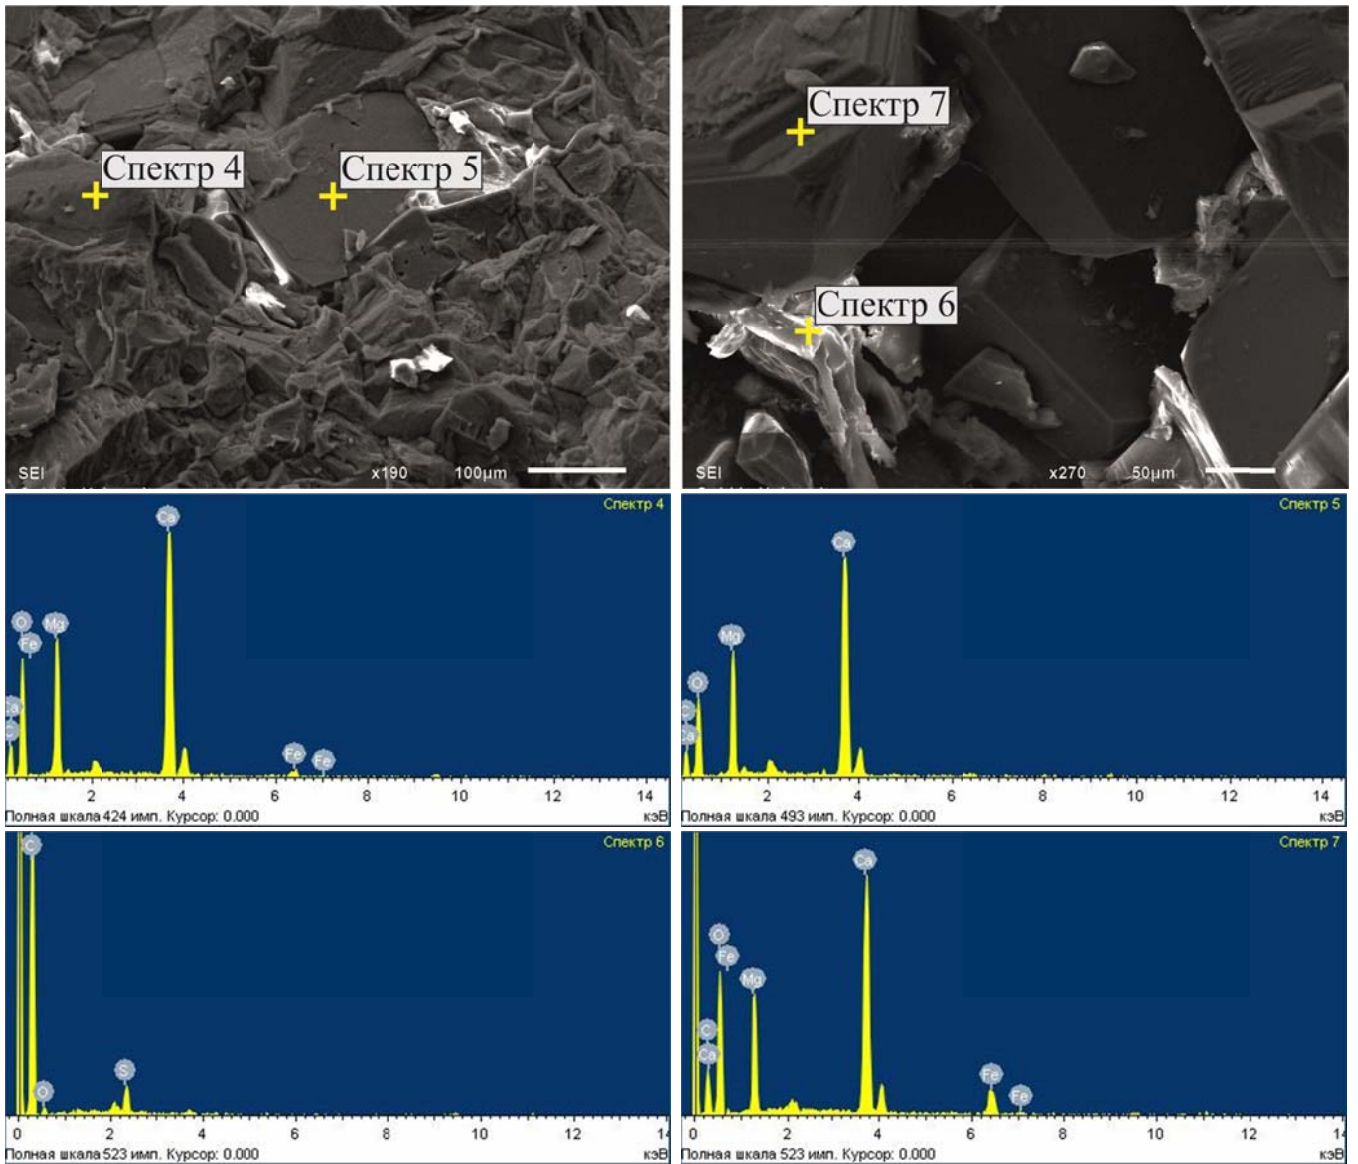 Спектр 4
Спектр 5
SEI x190 100µm
Спектр 7
Спектр 6
SEI x270 50µm
Спектр 4
Ca
O
Fe
Mg
Ca
C
Fe
Fe
2 4 6 8 10 12 14
Полная шкала 424 имп. Курсор: 0.000 кэВ
Спектр 5
Ca
Mg
O
C
Ca
2 4 6 8 10 12 14
Полная шкала 493 имп. Курсор: 0.000 кэВ
Спектр 6
C
O
S
0 2 4 6 8 10 12 14
Полная шкала 523 имп. Курсор: 0.000 кэВ
Спектр 7
Ca
O
Fe
Mg
C
Ca
Fe
Fe
0 2 4 6 8 10 12 14
Полная шкала 523 имп. Курсор: 0.000 кэВ